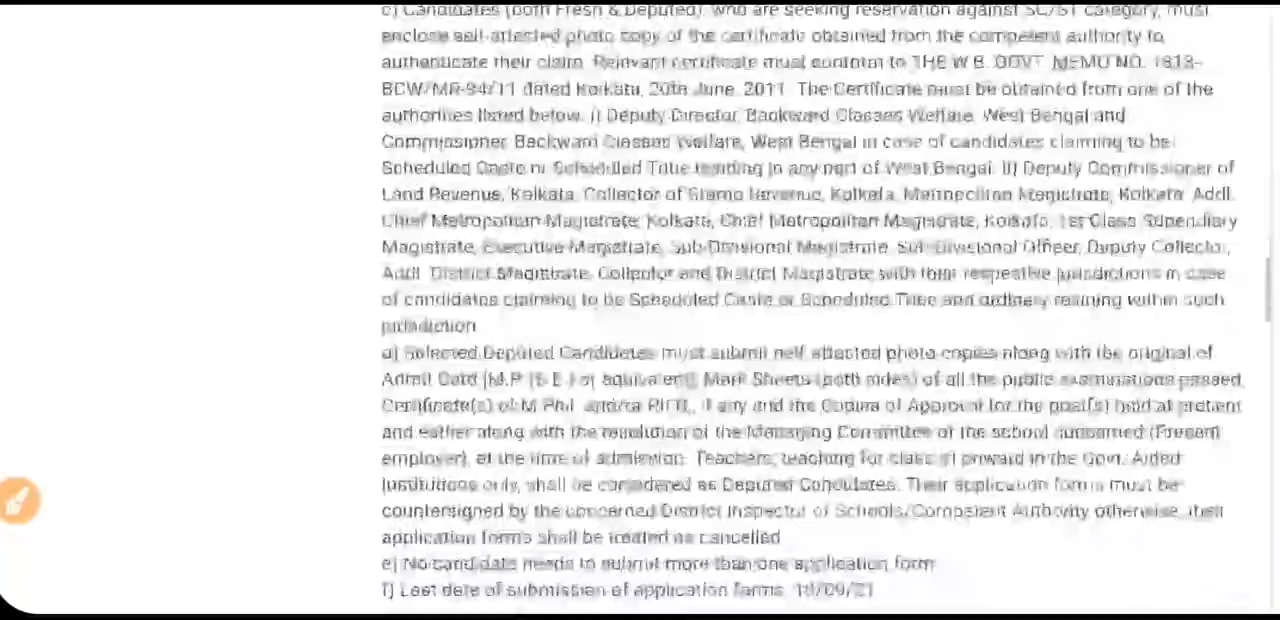 c) Candidates (both Fresh & Deputed), who are seeking reservation against SC/ST category, must
enclose self-attested photo copy of the certificate obtained from the competent authority to
authenticate their claim. Relevant certificate must conform to THE W.B. GOVT. MEMO NO. 1813-
BCW/MR-94/11 dated Kolkata, 20th June, 2011. The Certificate must be obtained from one of the
authorities listed below. i) Deputy Director, Backward Classes Welfare, West Bengal and
Commissioner, Backward Classes Welfare, West Bengal in case of candidates claiming to be
Scheduled Caste or Scheduled Tribe residing in any part of West Bengal. ii) Deputy Commissioner of
Land Revenue, Kolkata, Collector of Stamp Revenue, Kolkata, Metropolitan Magistrate, Kolkata, Addl.
Chief Metropolitan Magistrate, Kolkata, Chief Metropolitan Magistrate, Kolkata, 1st Class Stipendiary
Magistrate, Executive Magistrate, Sub-Divisional Magistrate, Sub-Divisional Officer, Deputy Collector,
Addl. District Magistrate, Collector and District Magistrate with their respective jurisdictions in case
of candidates claiming to be Scheduled Caste or Scheduled Tribe and ordinary residing within such
jurisdiction
Selected Deputed Candidates must submit self attested photo copies along with the original of
Admit Card equivalent), Mark Sheets (both sides) of all the public examinations passed,
Certificate(s) of M.Phil. if any and the Copies of Approval for the post(s) held at present
and earlier along with the resolution of the Managing Committee of the school concerned (Present
employer), at the time of admission. Teachers, teaching for class onward in the Govt. Aided
Institutions only, shall be considered as Deputed Candidates. Their application forms must be
countersigned by the concerned District Inspector of Schools/Competent Authority otherwise, their
application forms shall be treated as cancelled
e) No candidate needs to submit more than one application form
f) Last date of submission of application forms